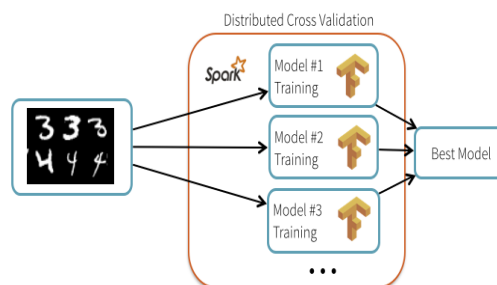 Distributed Cross Validation
Spark
Model #1
Training
3 3 3
4 4 4
Model #2
Training
Best Model
Model #3
Training
...